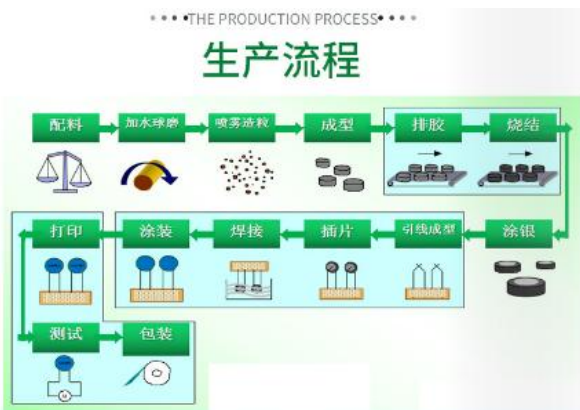 THE PRODUCTION PROCESS
生产流程
配料
加水球磨
喷雾造粒
成型
排胶
烧结
涂银
引线成型
插片
焊接
涂装
打印
测试
包装